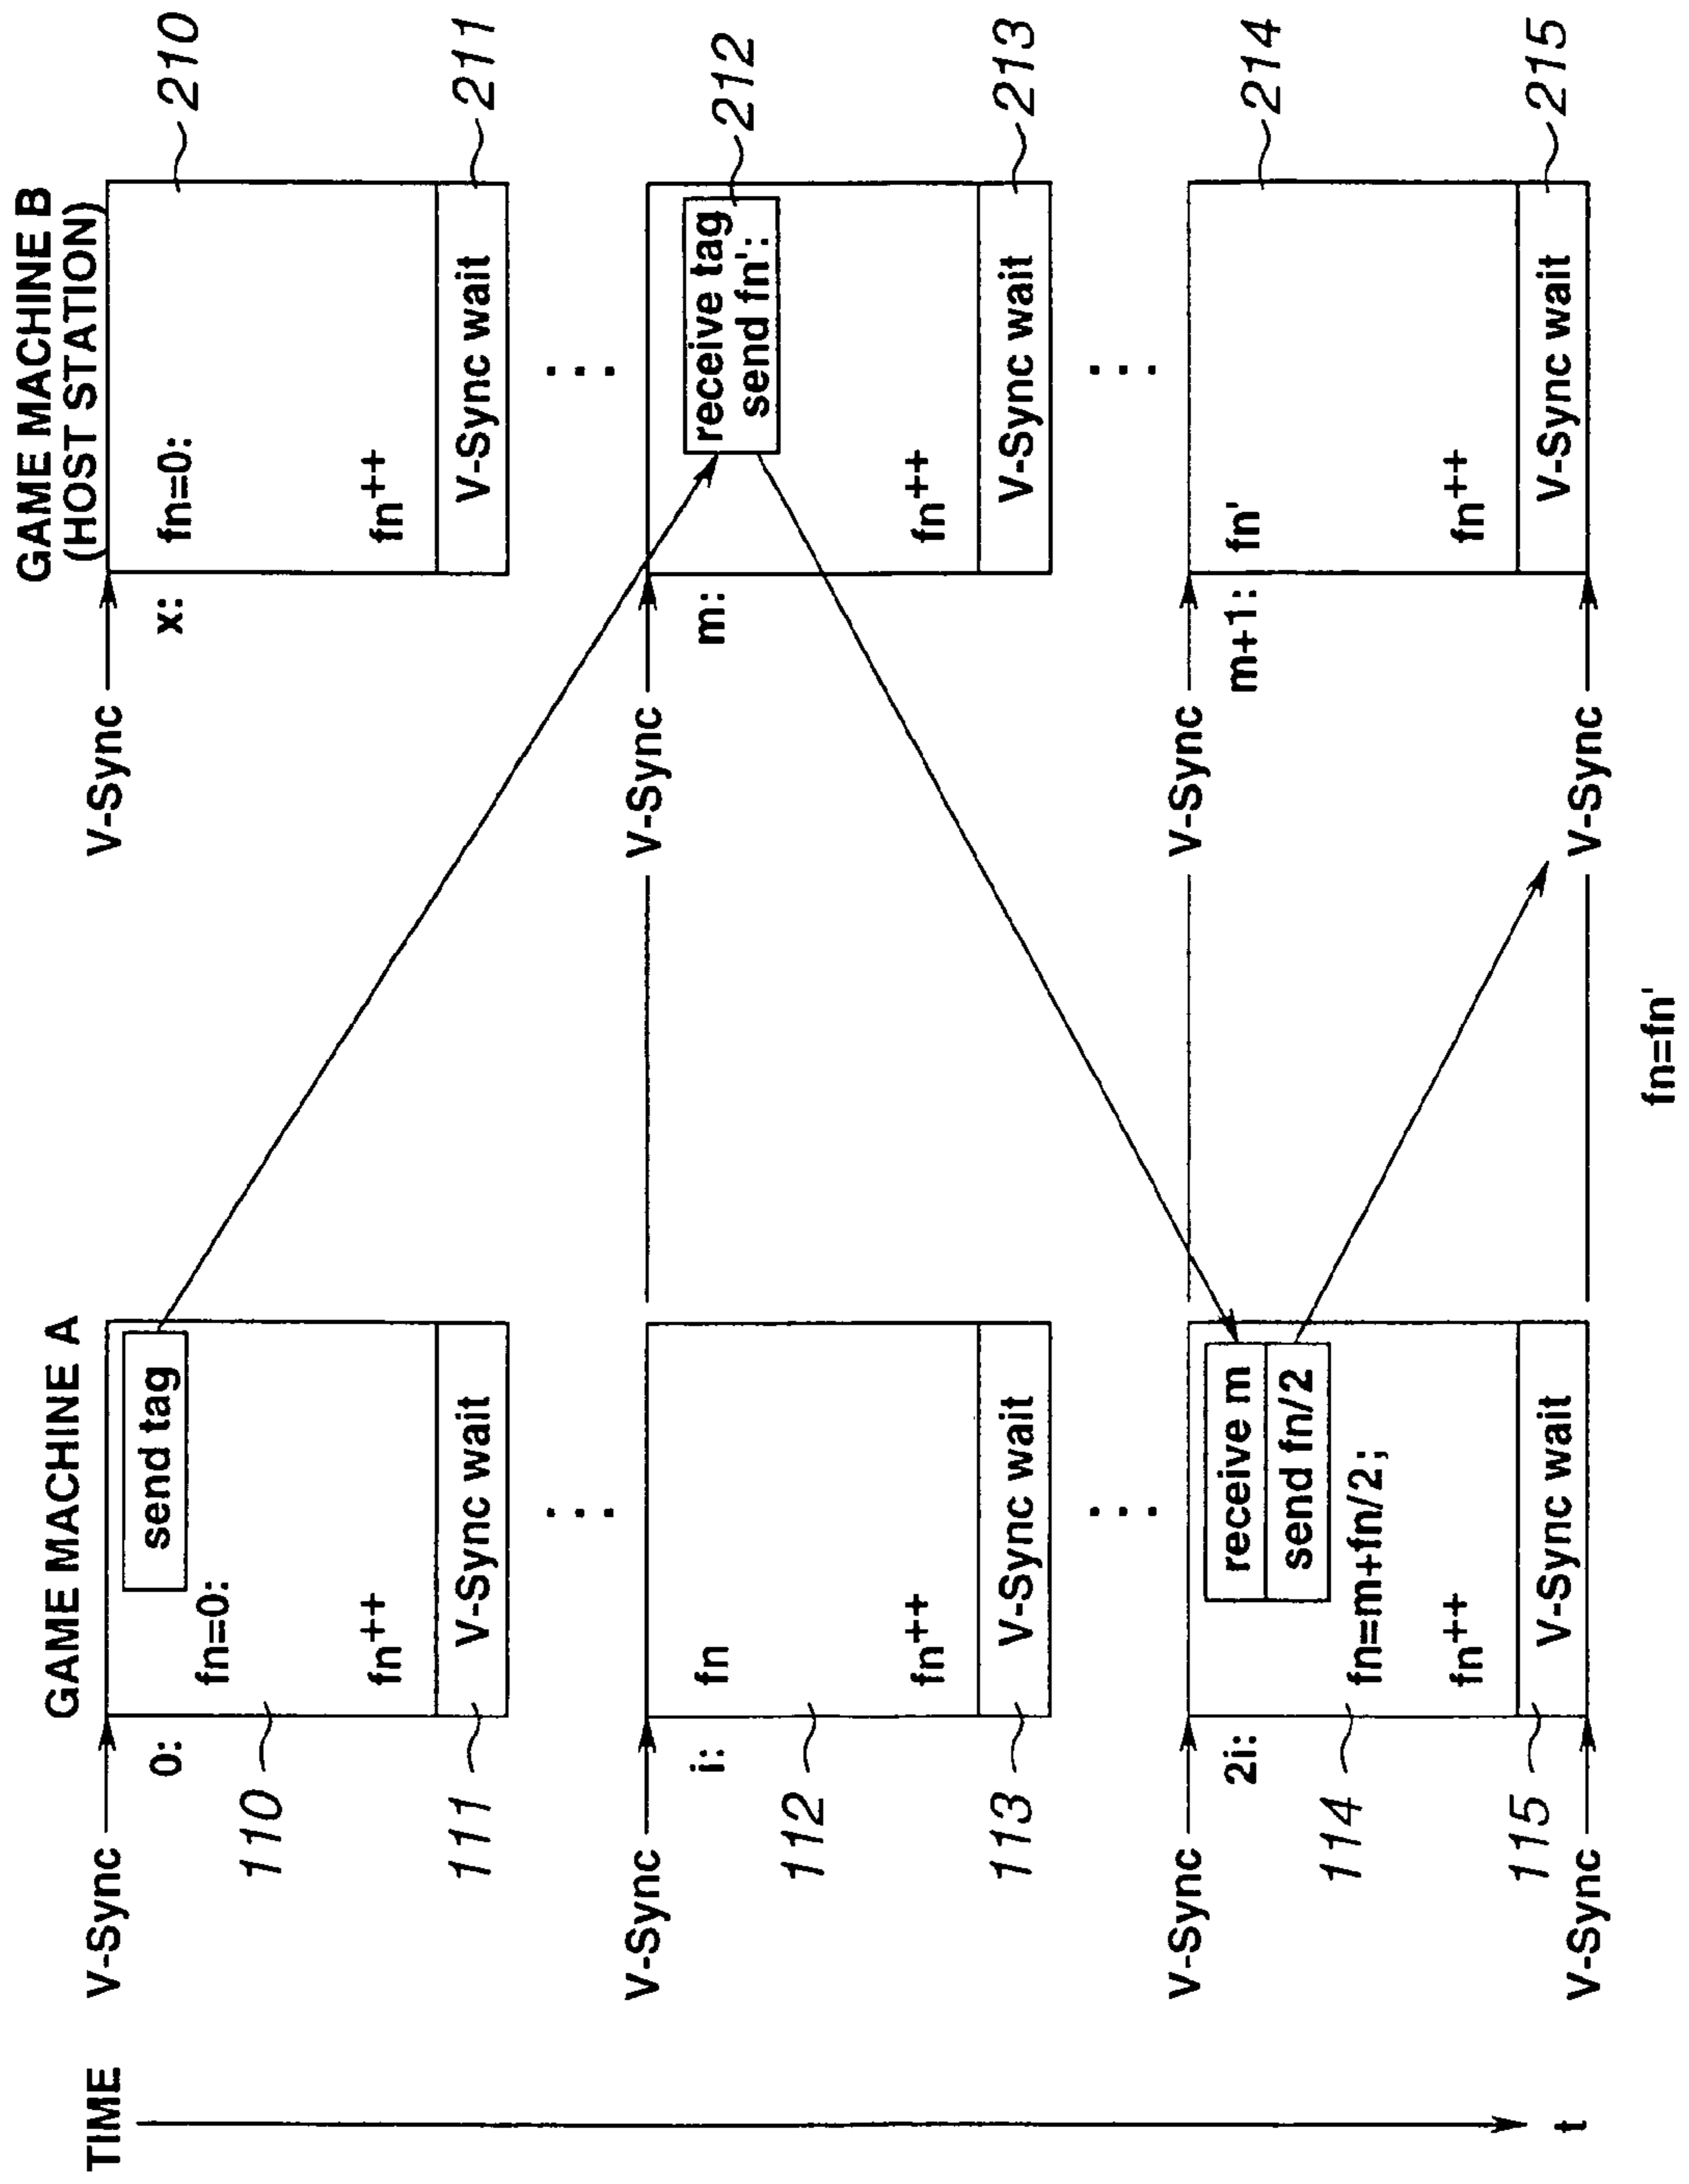 TIME
t
GAME MACHINE A
GAME MACHINE B
(HOST STATION)
V-Sync
0:
send tag
fn=0:
fn++
110
V-Sync wait
111
V-Sync
x:
fn=0:
fn++
210
V-Sync wait
211
...
...
V-Sync
i:
fn
fn++
112
V-Sync wait
113
V-Sync
m:
receive tag
send fn':
fn++
212
V-Sync wait
213
...
...
V-Sync
2i:
receive m
send fn/2
fn=m+fn/2;
fn++
114
V-Sync wait
115
V-Sync
V-Sync
m+1:
fn'
fn++
214
V-Sync wait
215
V-Sync
fn=fn'